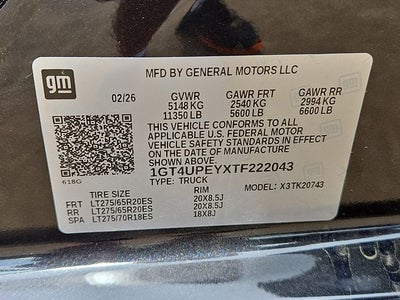 gm
MFD BY GENERAL MOTORS LLC
02/26 GVWR GAWR FRT GAWR RR
5148 KG 2540 KG 2994 KG
11350 LB 5600 LB 6600 LB
THIS VEHICLE CONFORMS TO ALL
APPLICABLE U.S. FEDERAL MOTOR
VEHICLE SAFETY STANDARDS IN EFFECT
ON THE DATE OF MANUFACTURE SHOWN ABOVE.
1GT4UPEYXTF222043
618G TYPE: TRUCK MODEL: X3TK20743
TIRE SIZE RIM
FRT LT275/65R20ES 20X8.5J
RR LT275/65R20ES 20X8.5J
SPA LT275/70R18ES 18X8J